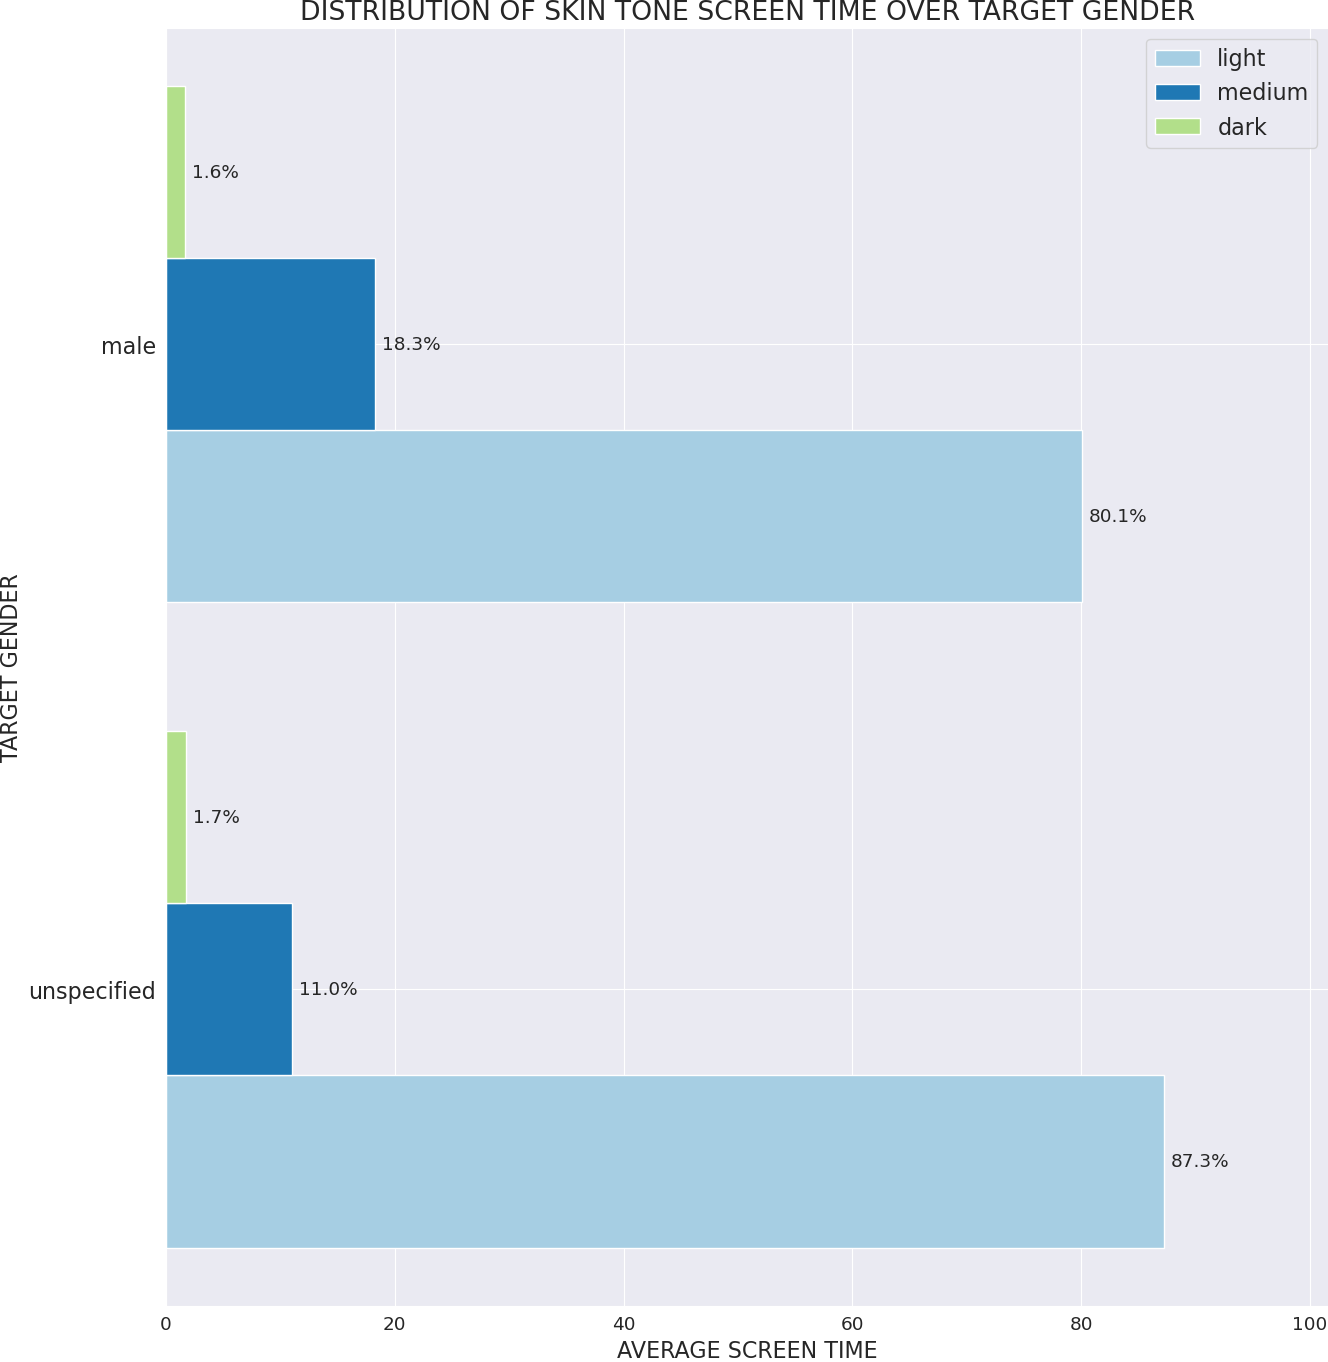 DISTRIBUTION OF SKIN TONE SCREEN TIME OVER TARGET GENDER
light
medium
dark
1.6%
male
18.3%
80.1%
TARGET GENDER
1.7%
unspecified
11.0%
87.3%
0 20 40 60 80 100
AVERAGE SCREEN TIME